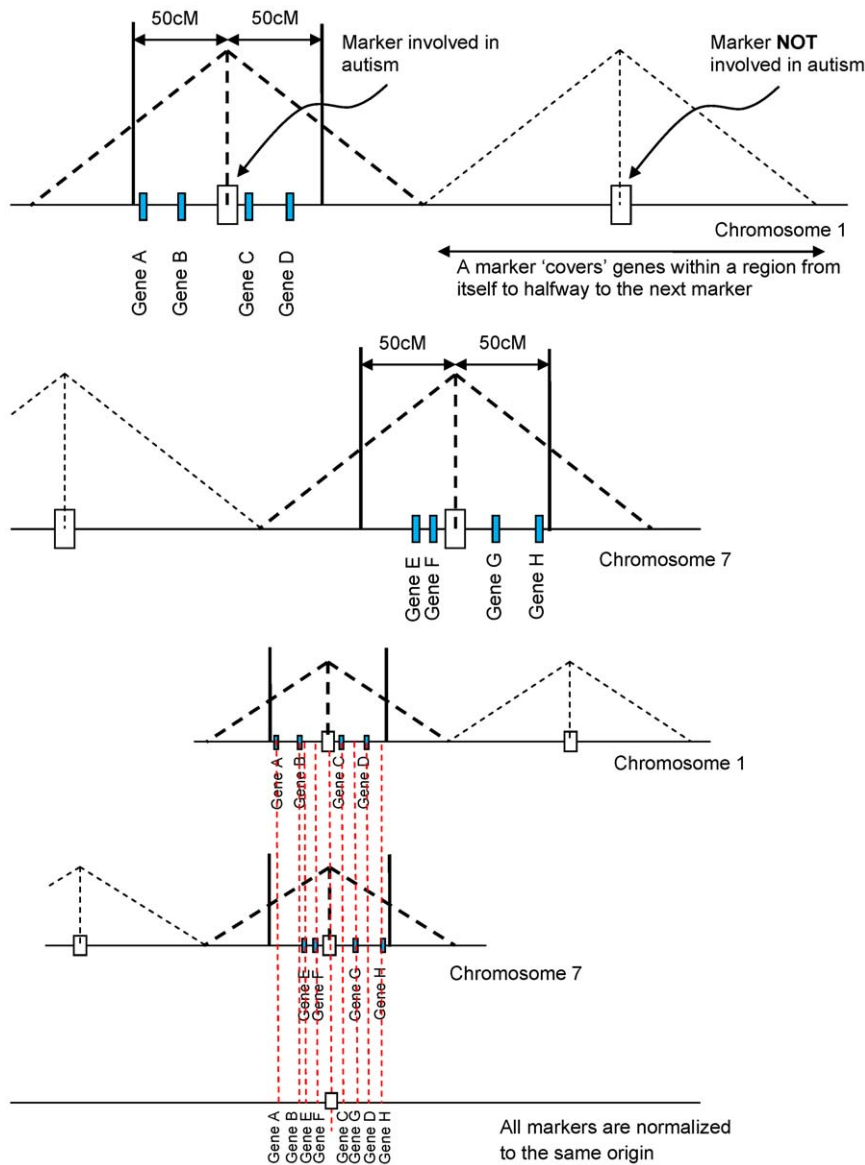 50cM 50cM
Marker involved in
autism
Marker NOT
involved in autism
Chromosome 1
Gene A
Gene B
Gene C
Gene D
A marker 'covers' genes within a region from
itself to halfway to the next marker
50cM 50cM
Chromosome 7
Gene E
Gene F
Gene G
Gene H
Chromosome 1
Gene A
Gene B
Gene C
Gene D
Chromosome 7
Gene E
Gene F
Gene G
Gene H
Gene A
Gene B
Gene E
Gene F
Gene C
Gene G
Gene D
Gene H
All markers are normalized
to the same origin